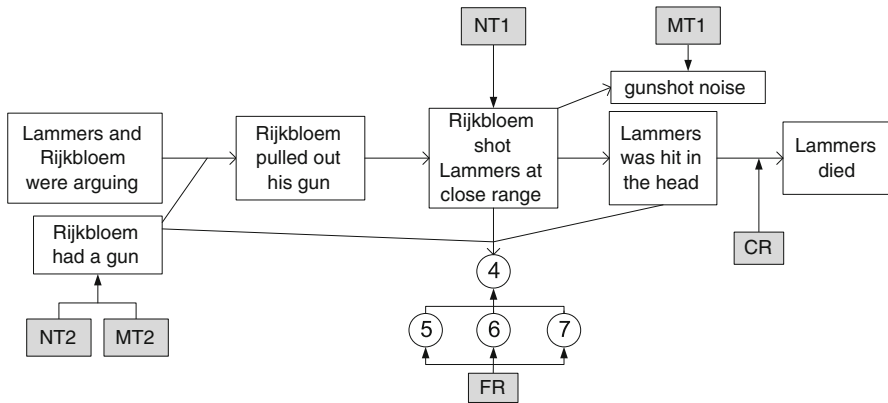 NT1
MT1
gunshot noise
Lammers and
Rijkbloem
were arguing
Rijkbloem
pulled out
his gun
Rijkbloem
shot
Lammers at
close range
Lammers
was hit in
the head
Lammers
died
Rijkbloem
had a gun
CR
4
NT2
MT2
5
6
7
FR